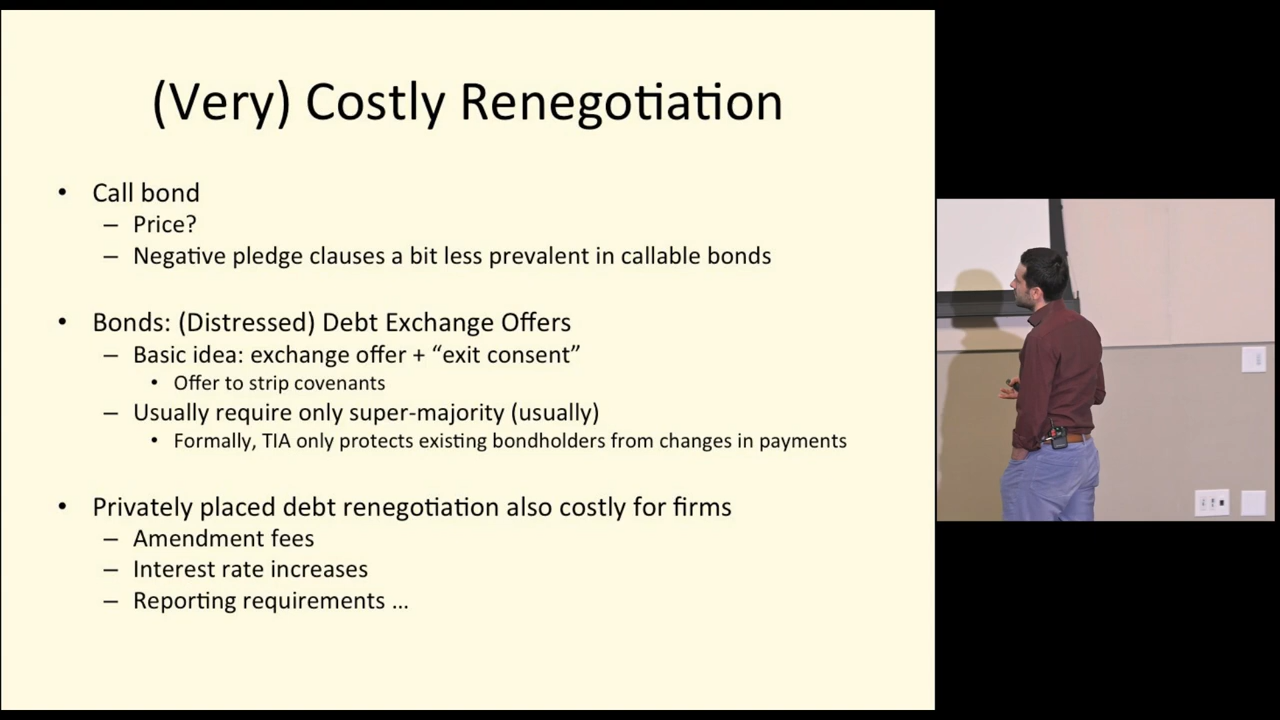 (Very) Costly Renegotiation
• Call bond
– Price?
– Negative pledge clauses a bit less prevalent in callable bonds
• Bonds: (Distressed) Debt Exchange Offers
– Basic idea: exchange offer + “exit consent”
• Offer to strip covenants
– Usually require only super-majority (usually)
• Formally, TIA only protects existing bondholders from changes in payments
• Privately placed debt renegotiation also costly for firms
– Amendment fees
– Interest rate increases
– Reporting requirements ...